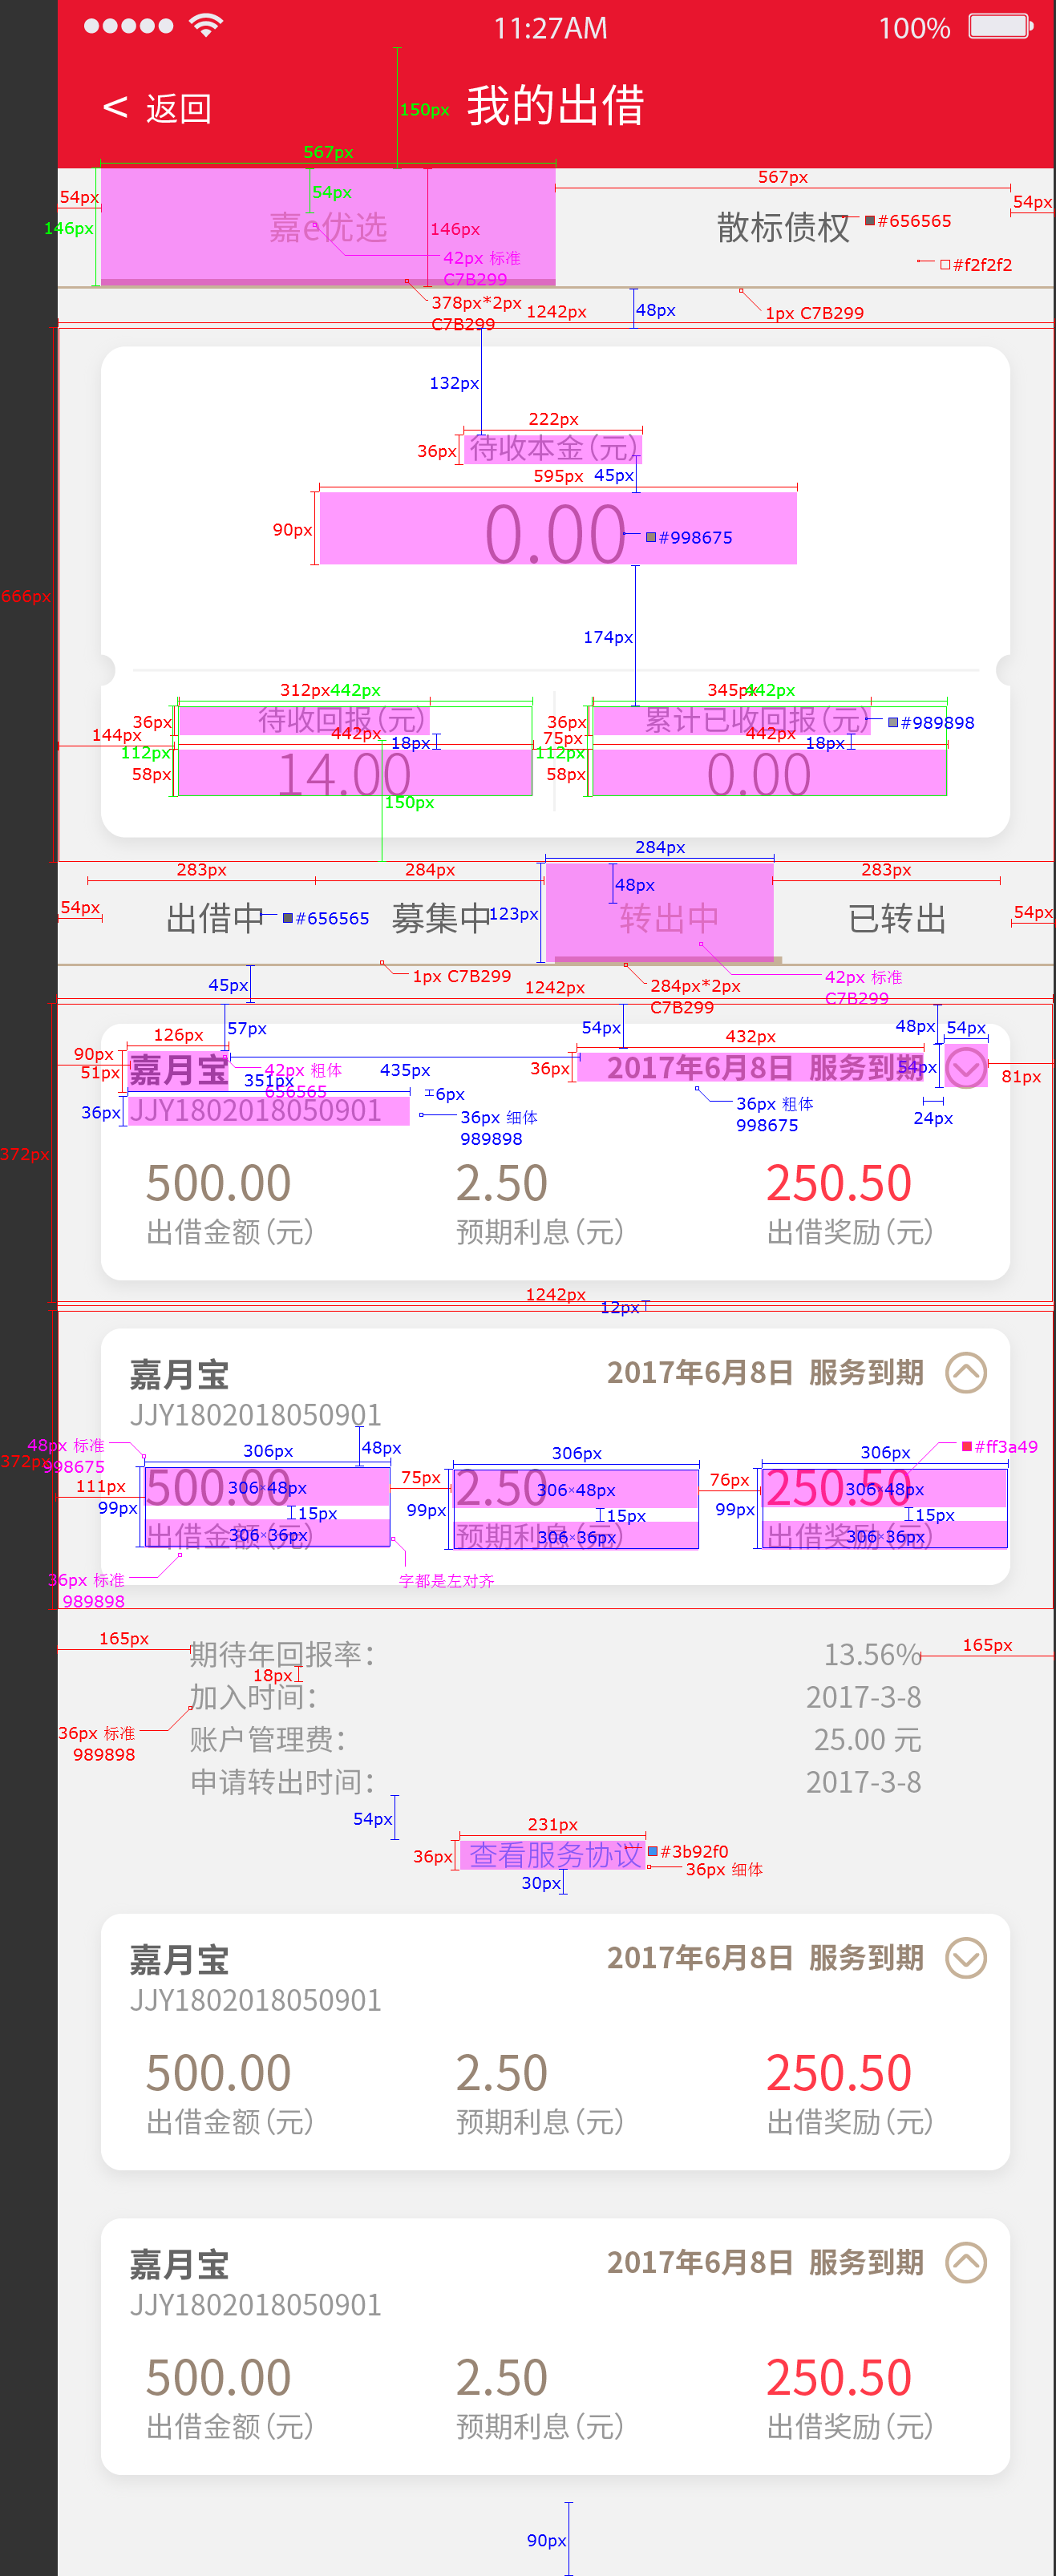 11:27AM 100%
< 返回 我的出借
150px
567px
54px 54px 146px 567px 54px
146px 嘉e优选 散标债权 #656565
42px 标准
C7B299
#f2f2f2
378px*2px
C7B299
1242px 48px 1px C7B299
132px
222px
36px 待收本金(元)
595px 45px
90px 0.00 #998675
666px
174px
312px 442px 345px 442px
36px 待收回报(元) 36px 累计已收回报(元) #989898
144px 442px 18px 75px 442px 18px
112px 112px
58px 14.00 58px 0.00
150px
284px
283px 284px 48px 283px
54px 出借中 #656565 募集中 123px 转出中 已转出 54px
1px C7B299 42px 标准
C7B299
45px 1242px 284px*2px
C7B299
57px 54px 48px 54px
126px 432px
90px 51px 嘉月宝 42px 粗体
656565
435px 36px 2017年6月8日 服务到期 54px 81px
351px 6px
36px JJY1802018050901 36px 细体
989898
36px 粗体
998675
24px
372px
500.00 2.50 250.50
出借金额(元) 预期利息(元) 出借奖励(元)
1242px 12px
嘉月宝 2017年6月8日 服务到期
JJY1802018050901
48px 标准
998675
306px 48px 306px 306px #ff3a49
372px
111px 500.00 306×48px 75px 2.50 306×48px 76px 250.50 306×48px
99px 15px 99px 15px 99px 15px
出借金额(元) 306×36px 预期利息(元) 306×36px 出借奖励(元) 306×36px
36px 标准
989898
字都是左对齐
165px 期待年回报率: 13.56% 165px
18px
加入时间: 2017-3-8
36px 标准
989898
账户管理费: 25.00 元
申请转出时间: 2017-3-8
54px 231px
36px 查看服务协议 #3b92f0
36px 细体
30px
嘉月宝 2017年6月8日 服务到期
JJY1802018050901
500.00 2.50 250.50
出借金额(元) 预期利息(元) 出借奖励(元)
嘉月宝 2017年6月8日 服务到期
JJY1802018050901
500.00 2.50 250.50
出借金额(元) 预期利息(元) 出借奖励(元)
90px